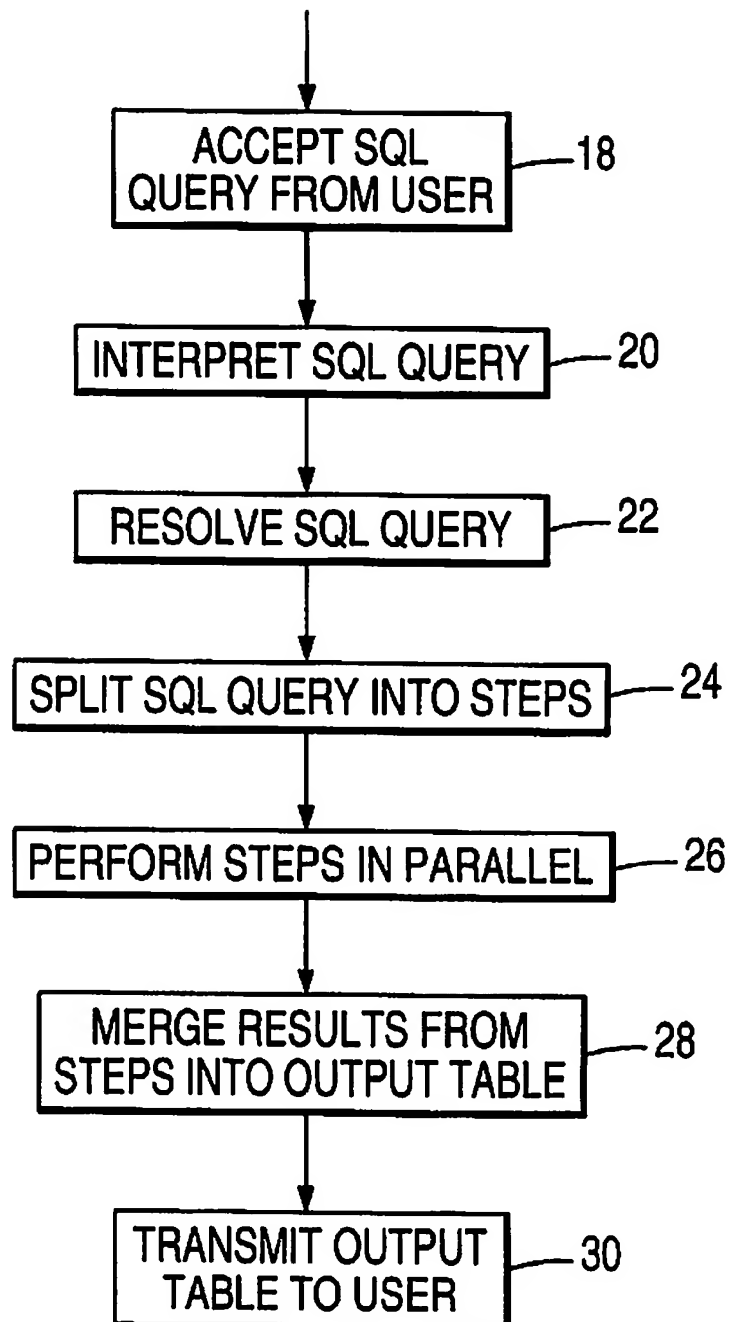 ACCEPT SQL
QUERY FROM USER
18
INTERPRET SQL QUERY
20
RESOLVE SQL QUERY
22
SPLIT SQL QUERY INTO STEPS
24
PERFORM STEPS IN PARALLEL
26
MERGE RESULTS FROM
STEPS INTO OUTPUT TABLE
28
TRANSMIT OUTPUT
TABLE TO USER
30